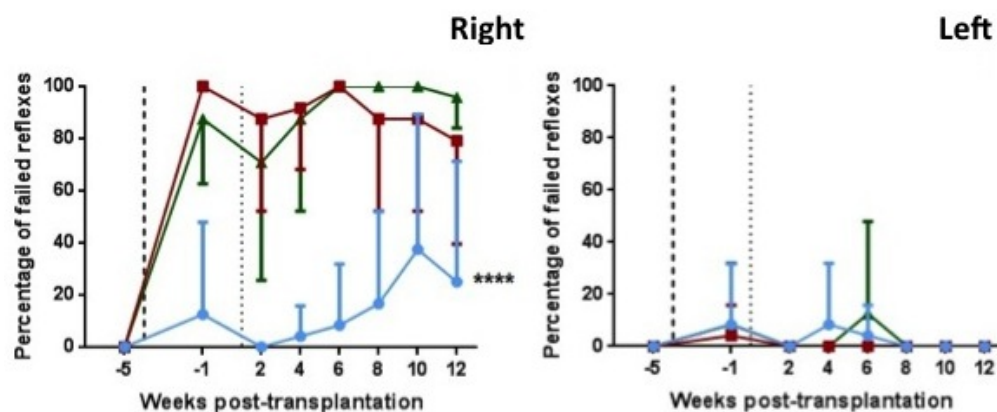 Right
Percentage of failed reflexes
100
80
60
40
20
0
****
-5 -1 2 4 6 8 10 12
Weeks post-transplantation
Left
Percentage of failed reflexes
100
80
60
40
20
0
-5 -1 2 4 6 8 10 12
Weeks post-transplantation